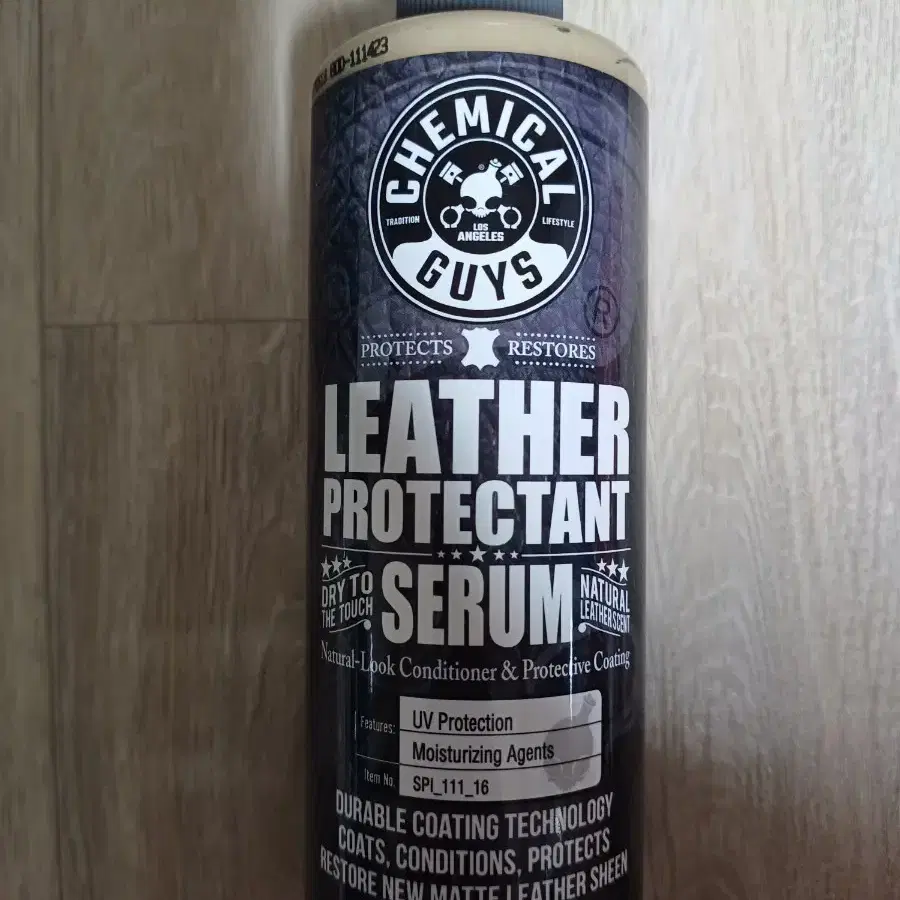 800-111423
CHEMICAL
TRADITION
LIFESTYLE
LOS
ANGELES
GUYS
®
PROTECTS RESTORES
LEATHER
PROTECTANT
DRY TO
THE TOUCH
SERUM
NATURAL
LEATHER SCENT
Natural-Look Conditioner & Protective Coating
Features: UV Protection
Moisturizing Agents
Item No. SPI_111_16
DURABLE COATING TECHNOLOGY
COATS, CONDITIONS, PROTECTS
RESTORE NEW MATTE LEATHER SHEEN